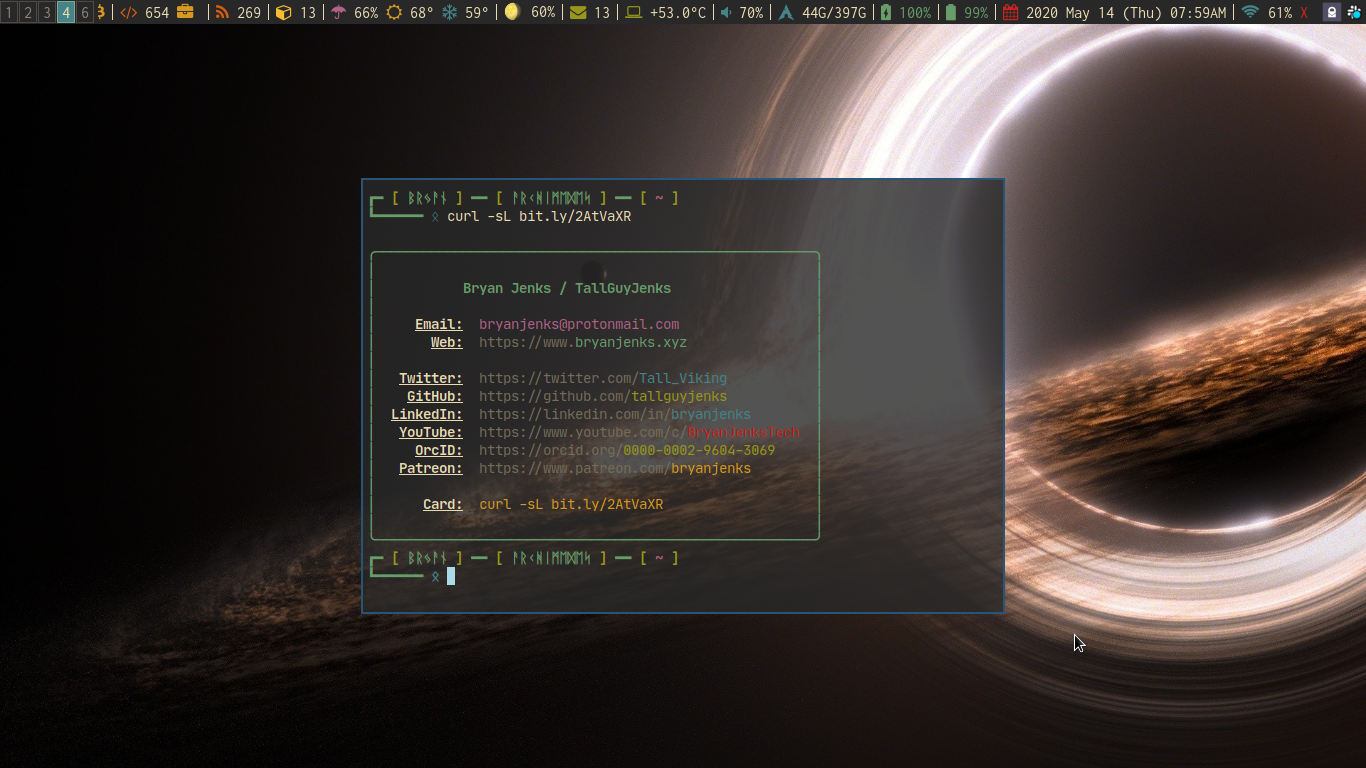 1 2 3 4 6 654 269 13 66% 68° 59° 60% 13 +53.0°C 70% 44G/397G 100% 99% 2020 May 14 (Thu) 07:59AM 61% X
[ ᛒᚱᛃᚨᚾ ] [ ᚨᚱᚲᚺᛁᛗᛖᛞᛖᛋ ] [ ~ ]
ᛟ curl -sL bit.ly/2AtVaXR
Bryan Jenks / TallGuyJenks
Email: bryanjenks@protonmail.com
Web: https://www.bryanjenks.xyz
Twitter: https://twitter.com/Tall_Viking
GitHub: https://github.com/tallguyjenks
LinkedIn: https://linkedin.com/in/bryanjenks
YouTube: https://www.youtube.com/c/BryanJenksTech
OrcID: https://orcid.org/0000-0002-9604-3069
Patreon: https://www.patreon.com/bryanjenks
Card: curl -sL bit.ly/2AtVaXR
[ ᛒᚱᛃᚨᚾ ] [ ᚨᚱᚲᚺᛁᛗᛖᛞᛖᛋ ] [ ~ ]
ᛟ